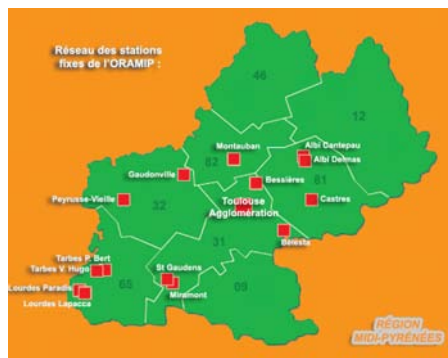 Réseau des stations
fixes de l'ORAMIP :
46
12
Montauban
82
Albi Dantepau
Albi Delmas
Gaudonville
Bessières
81
Peyrusse-Vieille
32
Castres
Toulouse
Agglomération
31
Bélesta
Tarbes P. Bert
Tarbes V. Hugo
St Gaudens
65
Miramont
09
Lourdes Paradis
Lourdes Lapacca
RÉGION
MIDI-PYRÉNÉES